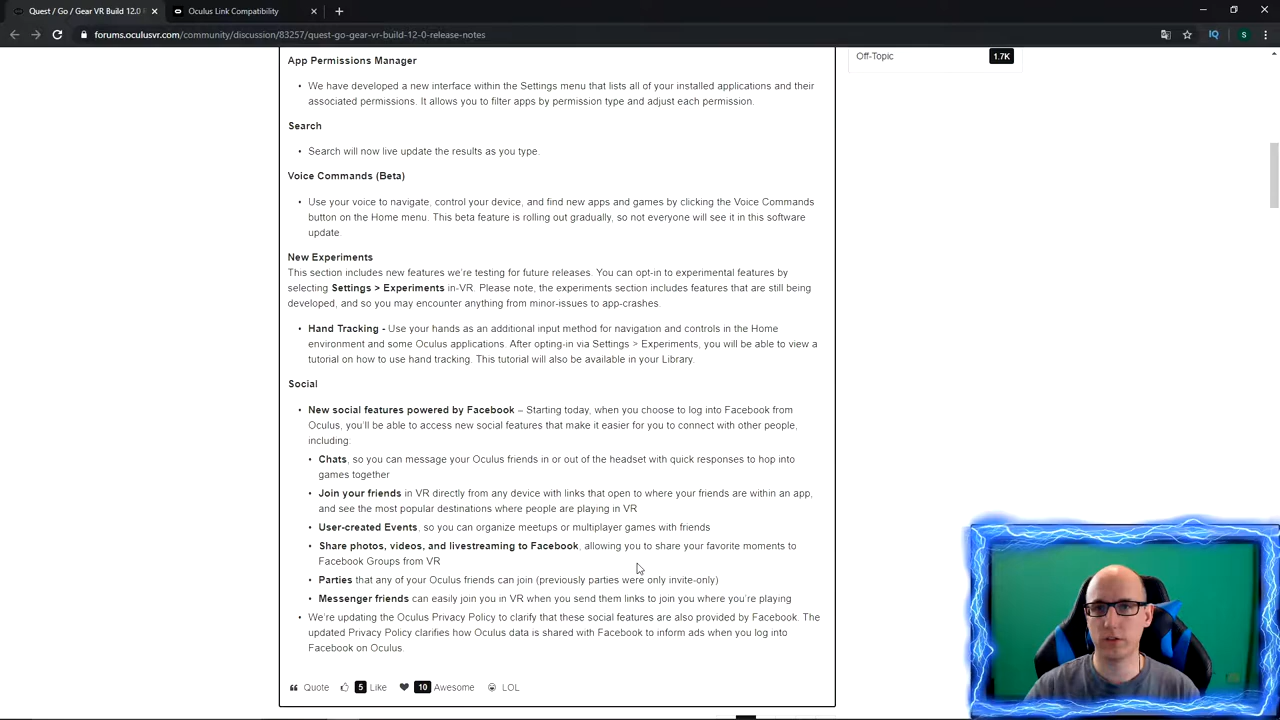 Quest / Go / Gear VR Build 12.0
Oculus Link Compatibility
forums.oculusvr.com/community/discussion/83257/quest-go-gear-vr-build-12-0-release-notes
S
App Permissions Manager
• We have developed a new interface within the Settings menu that lists all of your installed applications and their
associated permissions. It allows you to filter apps by permission type and adjust each permission.
Off-Topic 1.7K
Search
• Search will now live update the results as you type.
Voice Commands (Beta)
• Use your voice to navigate, control your device, and find new apps and games by clicking the Voice Commands
button on the Home menu. This beta feature is rolling out gradually, so not everyone will see it in this software
update.
New Experiments
This section includes new features we're testing for future releases. You can opt-in to experimental features by
selecting Settings > Experiments in-VR. Please note, the experiments section includes features that are still being
developed, and so you may encounter anything from minor-issues to app-crashes.
• Hand Tracking - Use your hands as an additional input method for navigation and controls in the Home
environment and some Oculus applications. After opting-in via Settings > Experiments, you will be able to view a
tutorial on how to use hand tracking. This tutorial will also be available in your Library.
Social
• New social features powered by Facebook – Starting today, when you choose to log into Facebook from
Oculus, you'll be able to access new social features that make it easier for you to connect with other people,
including:
• Chats, so you can message your Oculus friends in or out of the headset with quick responses to hop into
games together
• Join your friends in VR directly from any device with links that open to where your friends are within an app,
and see the most popular destinations where people are playing in VR
• User-created Events, so you can organize meetups or multiplayer games with friends
• Share photos, videos, and livestreaming to Facebook, allowing you to share your favorite moments to
Facebook Groups from VR
• Parties that any of your Oculus friends can join (previously parties were only invite-only)
• Messenger friends can easily join you in VR when you send them links to join you where you're playing
• We're updating the Oculus Privacy Policy to clarify that these social features are also provided by Facebook. The
updated Privacy Policy clarifies how Oculus data is shared with Facebook to inform ads when you log into
Facebook on Oculus.
Quote 5 Like 10 Awesome LOL